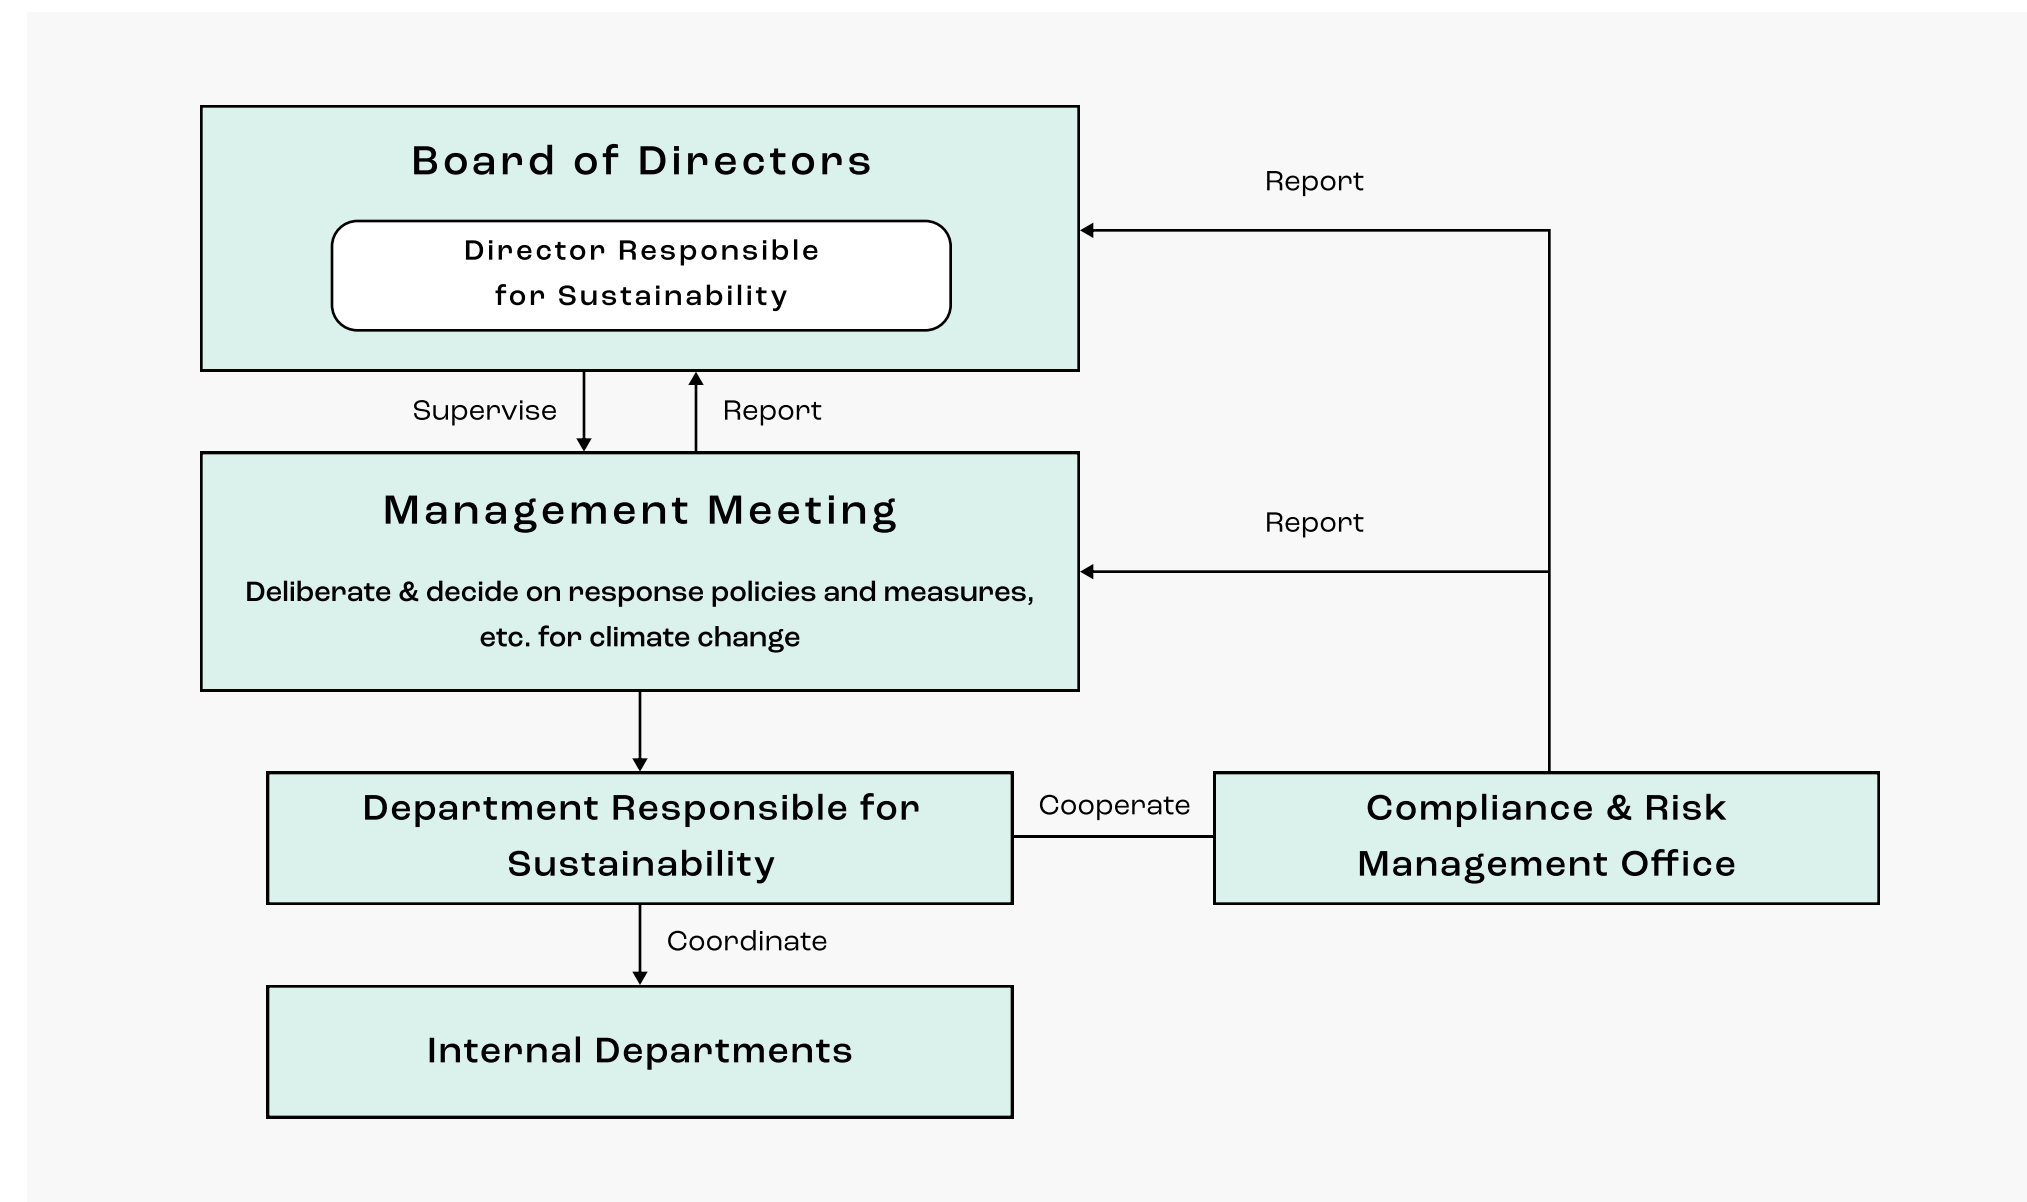 Board of Directors
Report
Director Responsible
for Sustainability
Supervise
Report
Management Meeting
Report
Deliberate & decide on response policies and measures,
etc. for climate change
Department Responsible for
Sustainability
Cooperate
Compliance & Risk
Management Office
Coordinate
Internal Departments